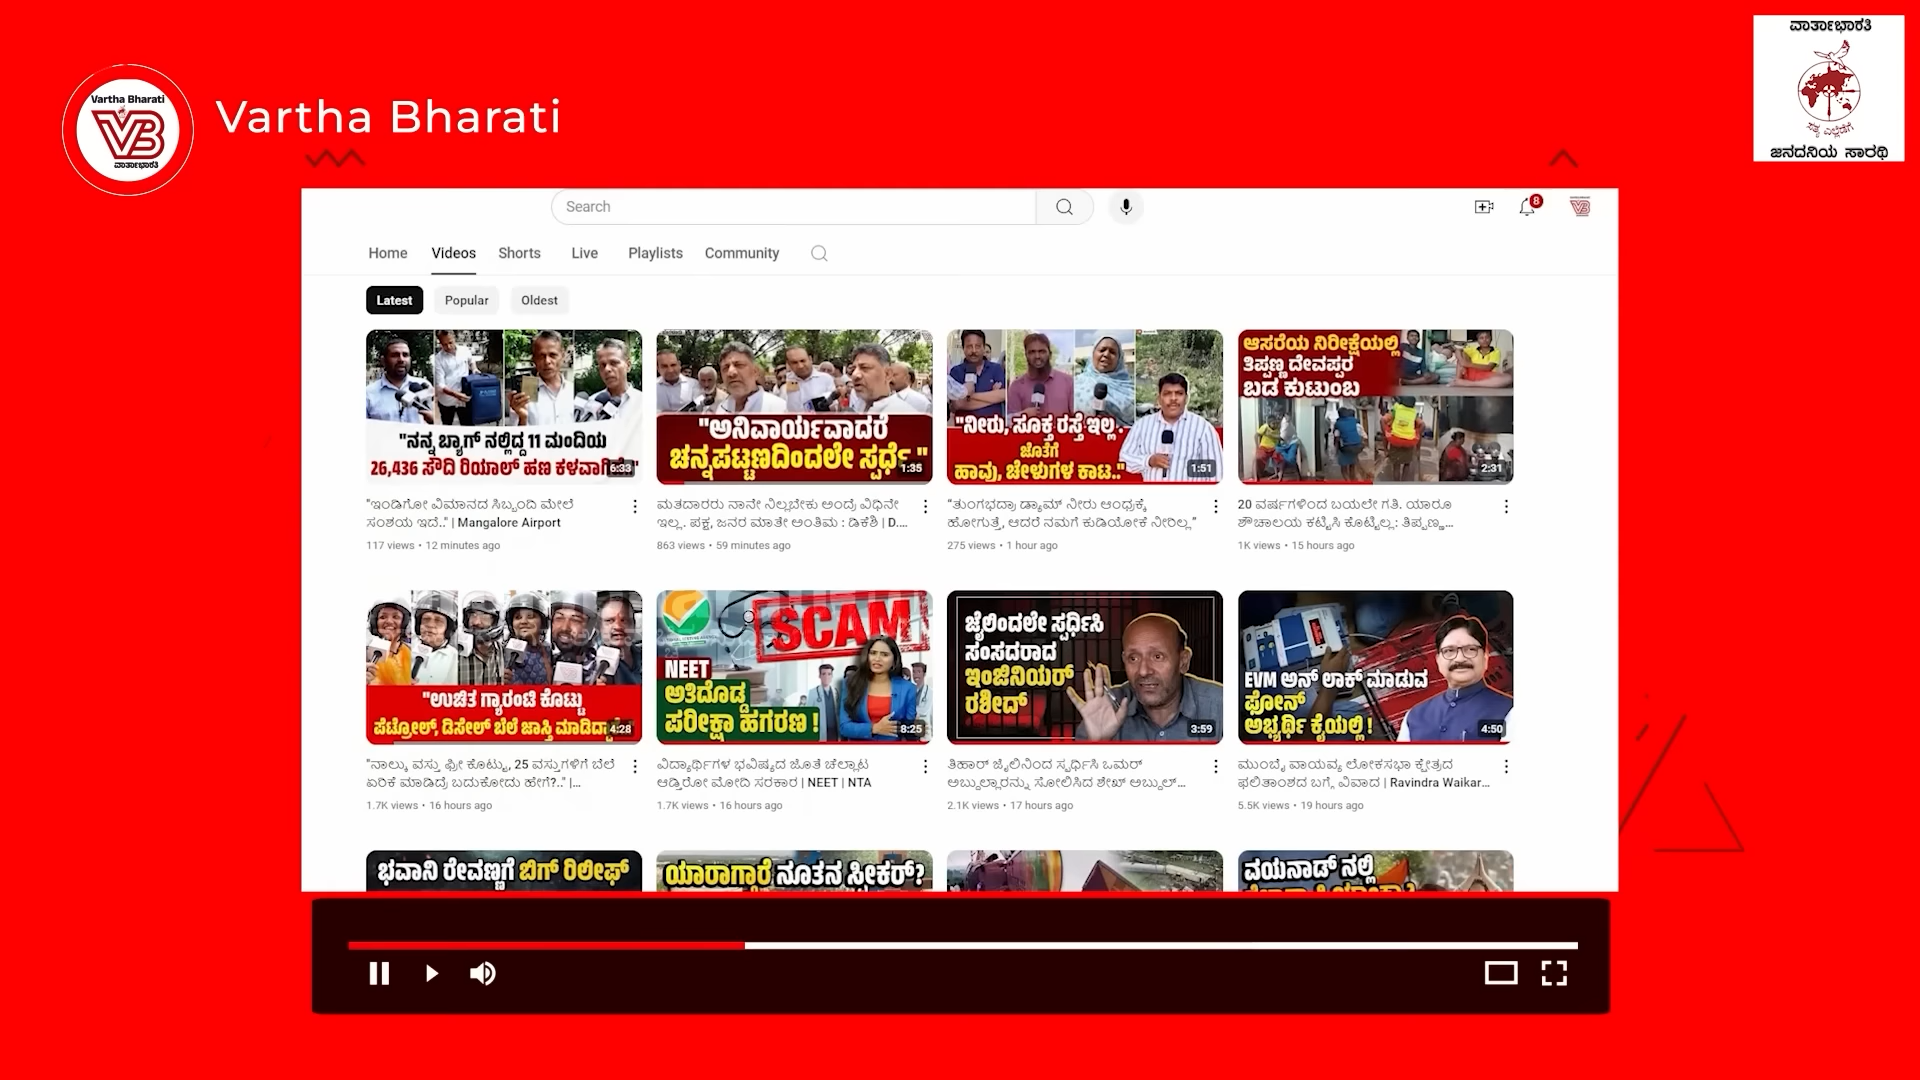 ವಾರ್ತಾಭಾರತಿ
ಸತ್ಯ ಎಲ್ಲೆಡೆಗೆ
ಜನದನಿಯ ಸಾರಥಿ
Vartha Bharati
VB
ವಾರ್ತಾಭಾರತಿ
Vartha Bharati
Search
8
VB
Home Videos Shorts Live Playlists Community
Latest Popular Oldest
"ನನ್ನ ಬ್ಯಾಗ್ ನಲ್ಲಿದ್ದ 11 ಮಂದಿಯ
26,436 ಸೌದಿ ರಿಯಾಲ್ ಹಣ
6:33
"ಇಂಡಿಗೋ ವಿಮಾನದ ಸಿಬ್ಬಂದಿ ಮೇಲೆ
ಸಂಶಯ ಇದೆ.." | Mangalore Airport
117 views • 12 minutes ago
"ಅನಿವಾರ್ಯವಾದರೆ
ಚನ್ನಪಟ್ಟಣದಿಂದಲೇ ಸ್ಪರ್ಧೆ"
1:35
ಮತದಾರರು ನಾನೇ ನಿಲ್ಲಬೇಕು ಅಂದ್ರೆ ವಿಧಿನೇ
ಇಲ್ಲ. ಪಕ್ಷ, ಜನರ ಮಾತೇ ಅಂತಿಮ : ಡಿಕೆಶಿ | D....
863 views • 59 minutes ago
"ನೀರು, ಸೂಕ್ತ ರಸ್ತೆ ಇಲ್ಲ.
ಜೊತೆಗೆ
ಹಾವು, ಚೇಳುಗಳ ಕಾಟ.."
1:51
"ತುಂಗಭದ್ರಾ ಡ್ಯಾಮ್ ನೀರು ಆಂಧ್ರಕ್ಕೆ
ಹೋಗುತ್ತೆ, ಆದರೆ ನಮಗೆ ಕುಡಿಯೋಕೆ ನೀರಿಲ್ಲ"
275 views • 1 hour ago
ಆಸರೆಯ ನಿರೀಕ್ಷೆಯಲ್ಲಿ
ತಿಪ್ಪಣ್ಣ ದೇವಪ್ಪರ
ಬಡ ಕುಟುಂಬ
2:31
20 ವರ್ಷಗಳಿಂದ ಬಯಲೇ ಗತಿ. ಯಾರೂ
ಶೌಚಾಲಯ ಕಟ್ಟಿಸಿ ಕೊಟ್ಟಿಲ್ಲ: ತಿಪ್ಪಣ್ಣ...
1K views • 15 hours ago
"ಉಚಿತ ಗ್ಯಾರಂಟಿ ಕೊಟ್ಟು
ಪೆಟ್ರೋಲ್, ಡಿಸೇಲ್ ಬೆಲೆ ಜಾಸ್ತಿ
4:28
"ನಾಲ್ಕು ವಸ್ತು ಫ್ರೀ ಕೊಟ್ಟು, 25 ವಸ್ತುಗಳಿಗೆ ಬೆಲೆ
ಏರಿಕೆ ಮಾಡಿದ್ರೆ ಬದುಕೋದು ಹೇಗೆ?.." |...
1.7K views • 16 hours ago
SCAM
NEET
ಅತಿದೊಡ್ಡ
ಪರೀಕ್ಷಾ ಹಗರಣ !
8:25
ವಿದ್ಯಾರ್ಥಿಗಳ ಭವಿಷ್ಯದ ಜೊತೆ ಚೆಲ್ಲಾಟ
ಆಡ್ತಿರೋ ಮೋದಿ ಸರಕಾರ | NEET | NTA
1.7K views • 16 hours ago
ಜೈಲಿಂದಲೇ ಸ್ಪರ್ಧಿಸಿ
ಸಂಸದರಾದ
ಇಂಜಿನಿಯರ್
ರಶೀದ್
3:59
ತಿಹಾರ್ ಜೈಲಿನಿಂದ ಸ್ಪರ್ಧಿಸಿ ಒಮರ್
ಅಬ್ದುಲ್ಲಾರನ್ನು ಸೋಲಿಸಿದ ಶೇಖ್ ಅಬ್ದುಲ್...
2.1K views • 17 hours ago
EVM ಅನ್ ಲಾಕ್ ಮಾಡುವ
ಫೋನ್
ಅಭ್ಯರ್ಥಿ ಕೈಯಲ್ಲಿ !
4:50
ಮುಂಬೈ ವಾಯವ್ಯ ಲೋಕಸಭಾ ಕ್ಷೇತ್ರದ
ಫಲಿತಾಂಶದ ಬಗ್ಗೆ ವಿವಾದ | Ravindra Waikar...
5.5K views • 19 hours ago
ಭವಾನಿ ರೇವಣ್ಣಗೆ ಬಿಗ್ ರಿಲೀಫ್
ಯಾರಾಗ್ತಾರೆ ನೂತನ ಸ್ಪೀಕರ್?
ವಯನಾಡ್ ನಲ್ಲಿ